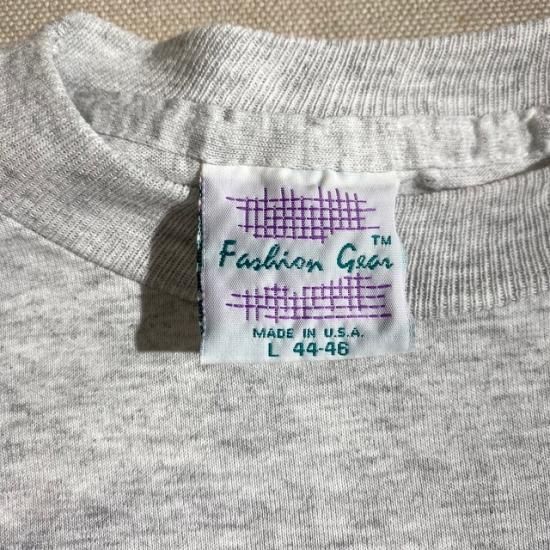 Fashion Gear™
MADE IN U.S.A.
L 44-46